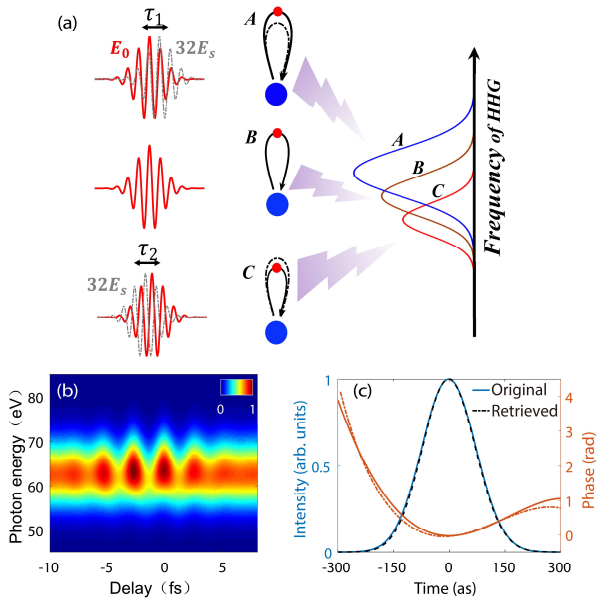 (a)
τ1
E0
32Es
A
B
τ2
32Es
C
A
B
C
Frequency of HHG
(b)
0 1
Photon energy（eV）
80
70
60
50
-10
-5
0
5
Delay（fs）
(c)
Original
Retrieved
Intensity (arb. units)
1
0.5
0
Phase (rad)
4
3
2
1
0
-300
-150
0
150
300
Time (as)